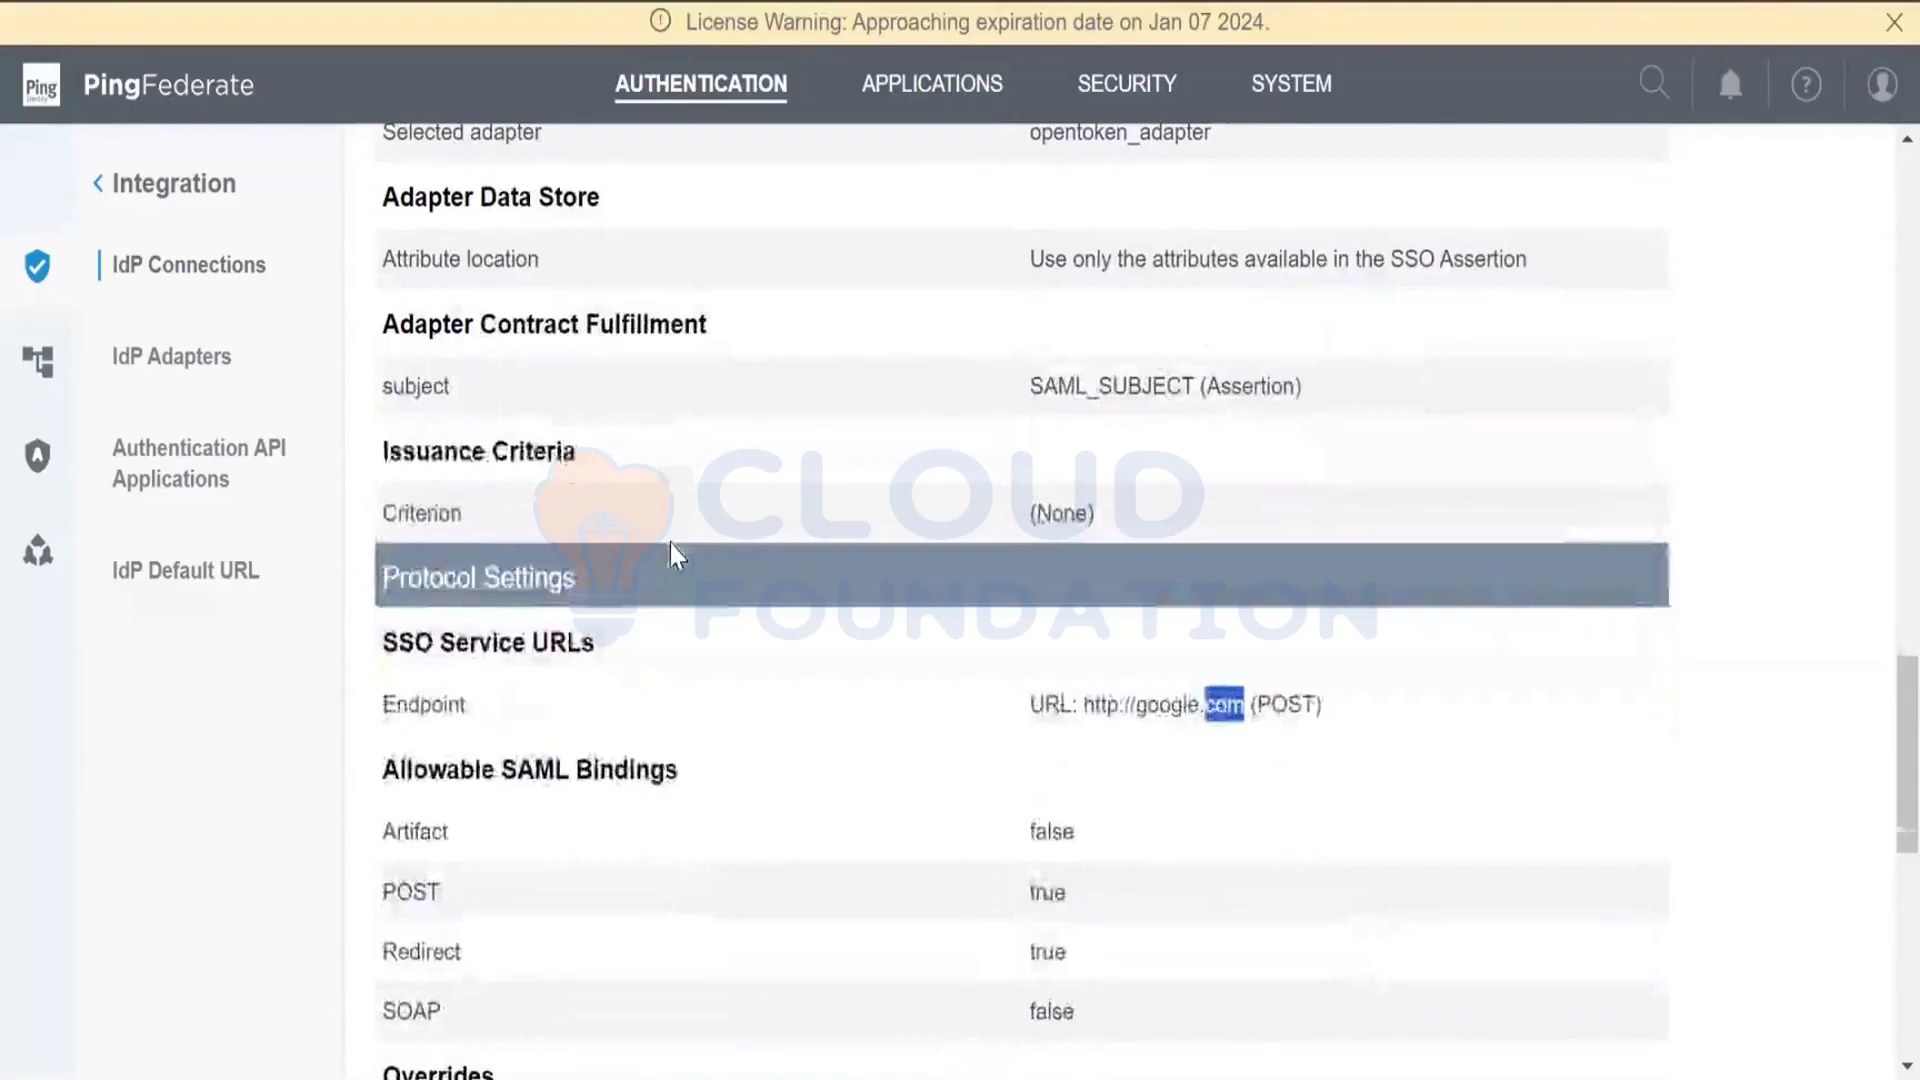 License Warning: Approaching expiration date on Jan 07 2024.
Ping
Identity
PingFederate
AUTHENTICATION
APPLICATIONS
SECURITY
SYSTEM
Integration
IdP Connections
IdP Adapters
Authentication API
Applications
IdP Default URL
Selected adapter opentoken_adapter
Adapter Data Store
Attribute location Use only the attributes available in the SSO Assertion
Adapter Contract Fulfillment
subject SAML_SUBJECT (Assertion)
Issuance Criteria
Criterion (None)
Protocol Settings
SSO Service URLs
Endpoint URL: http://google.com (POST)
Allowable SAML Bindings
Artifact false
POST true
Redirect true
SOAP false
Overrides
CLOUD
FOUNDATION